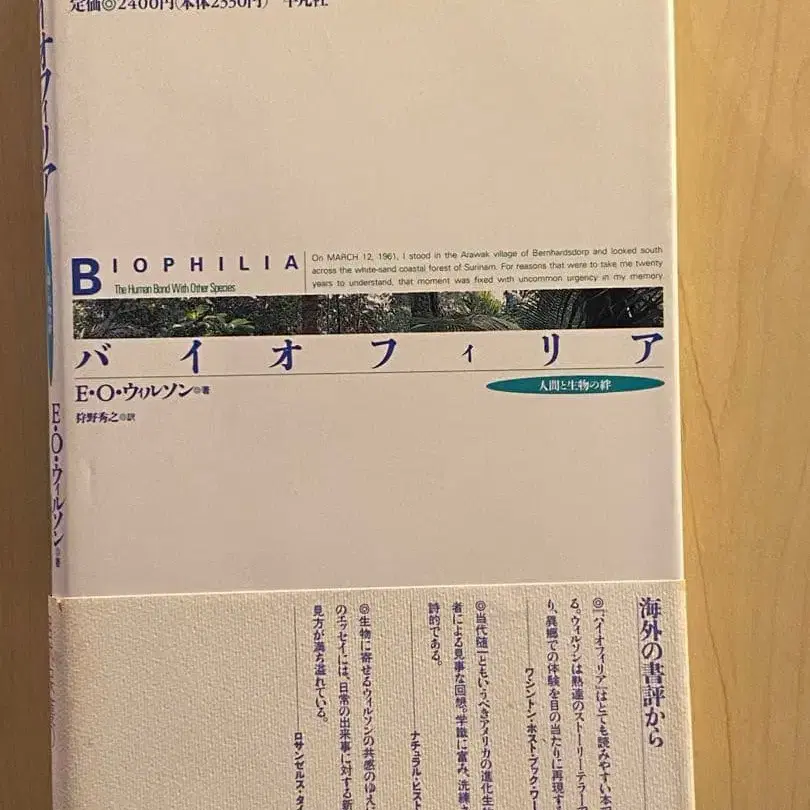 定価◎2400円(本体2330円) 平凡社
BIOPHILIA
The Human Bond With Other Species
On MARCH 12, 1961, I stood in the Arawak village of Bernhardsdorp and looked south
across the white-sand coastal forest of Surinam. For reasons that were to take me twenty
years to understand, that moment was fixed with uncommon urgency in my memory.
バイオフィリア
E・O・ウィルソン◎著
人間と生物の絆
狩野秀之◎訳
オフィリア
E・O・ウィルソン◎著
海外の書評から
◎『バイオフィリア』はとても読みやすい本
る。ウィルソンは熟達のストーリーテラー
り、異郷での体験を目の当たりに再現す
ワシントン・ポスト・ブック・ワー
◎当代随一ともいうべきアメリカの進化生
者による見事な回想。学識に富み、洗練
詩的である。
ナチュラル・ヒスト
◎生物に寄せるウィルソンの共感のゆえ
のエッセイには、日常の出来事に対する新
見方が満ち溢れている。
ロサンゼルス・タ